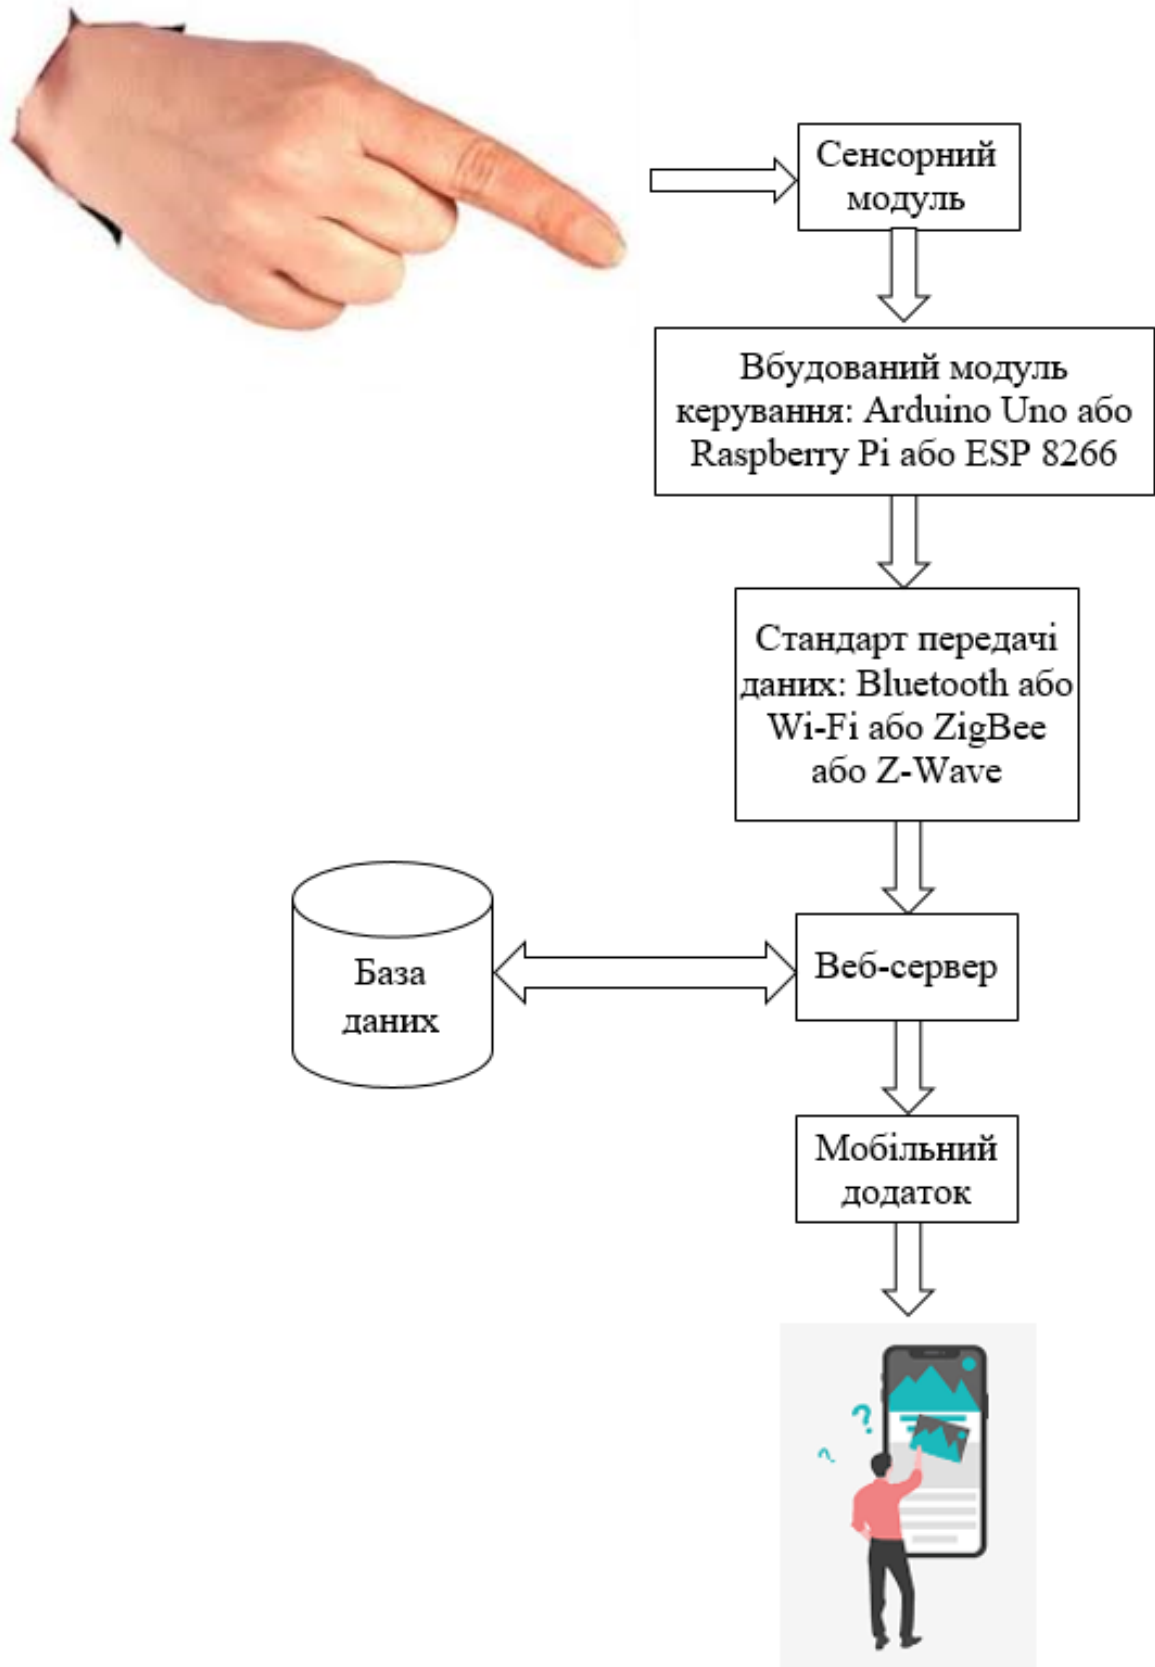 Сенсорний
модуль
Вбудований модуль
керування: Arduino Uno або
Raspberry Pi або ESP 8266
Стандарт передачі
даних: Bluetooth або
Wi-Fi або ZigBee
або Z-Wave
База
даних
Веб-сервер
Мобільний
додаток